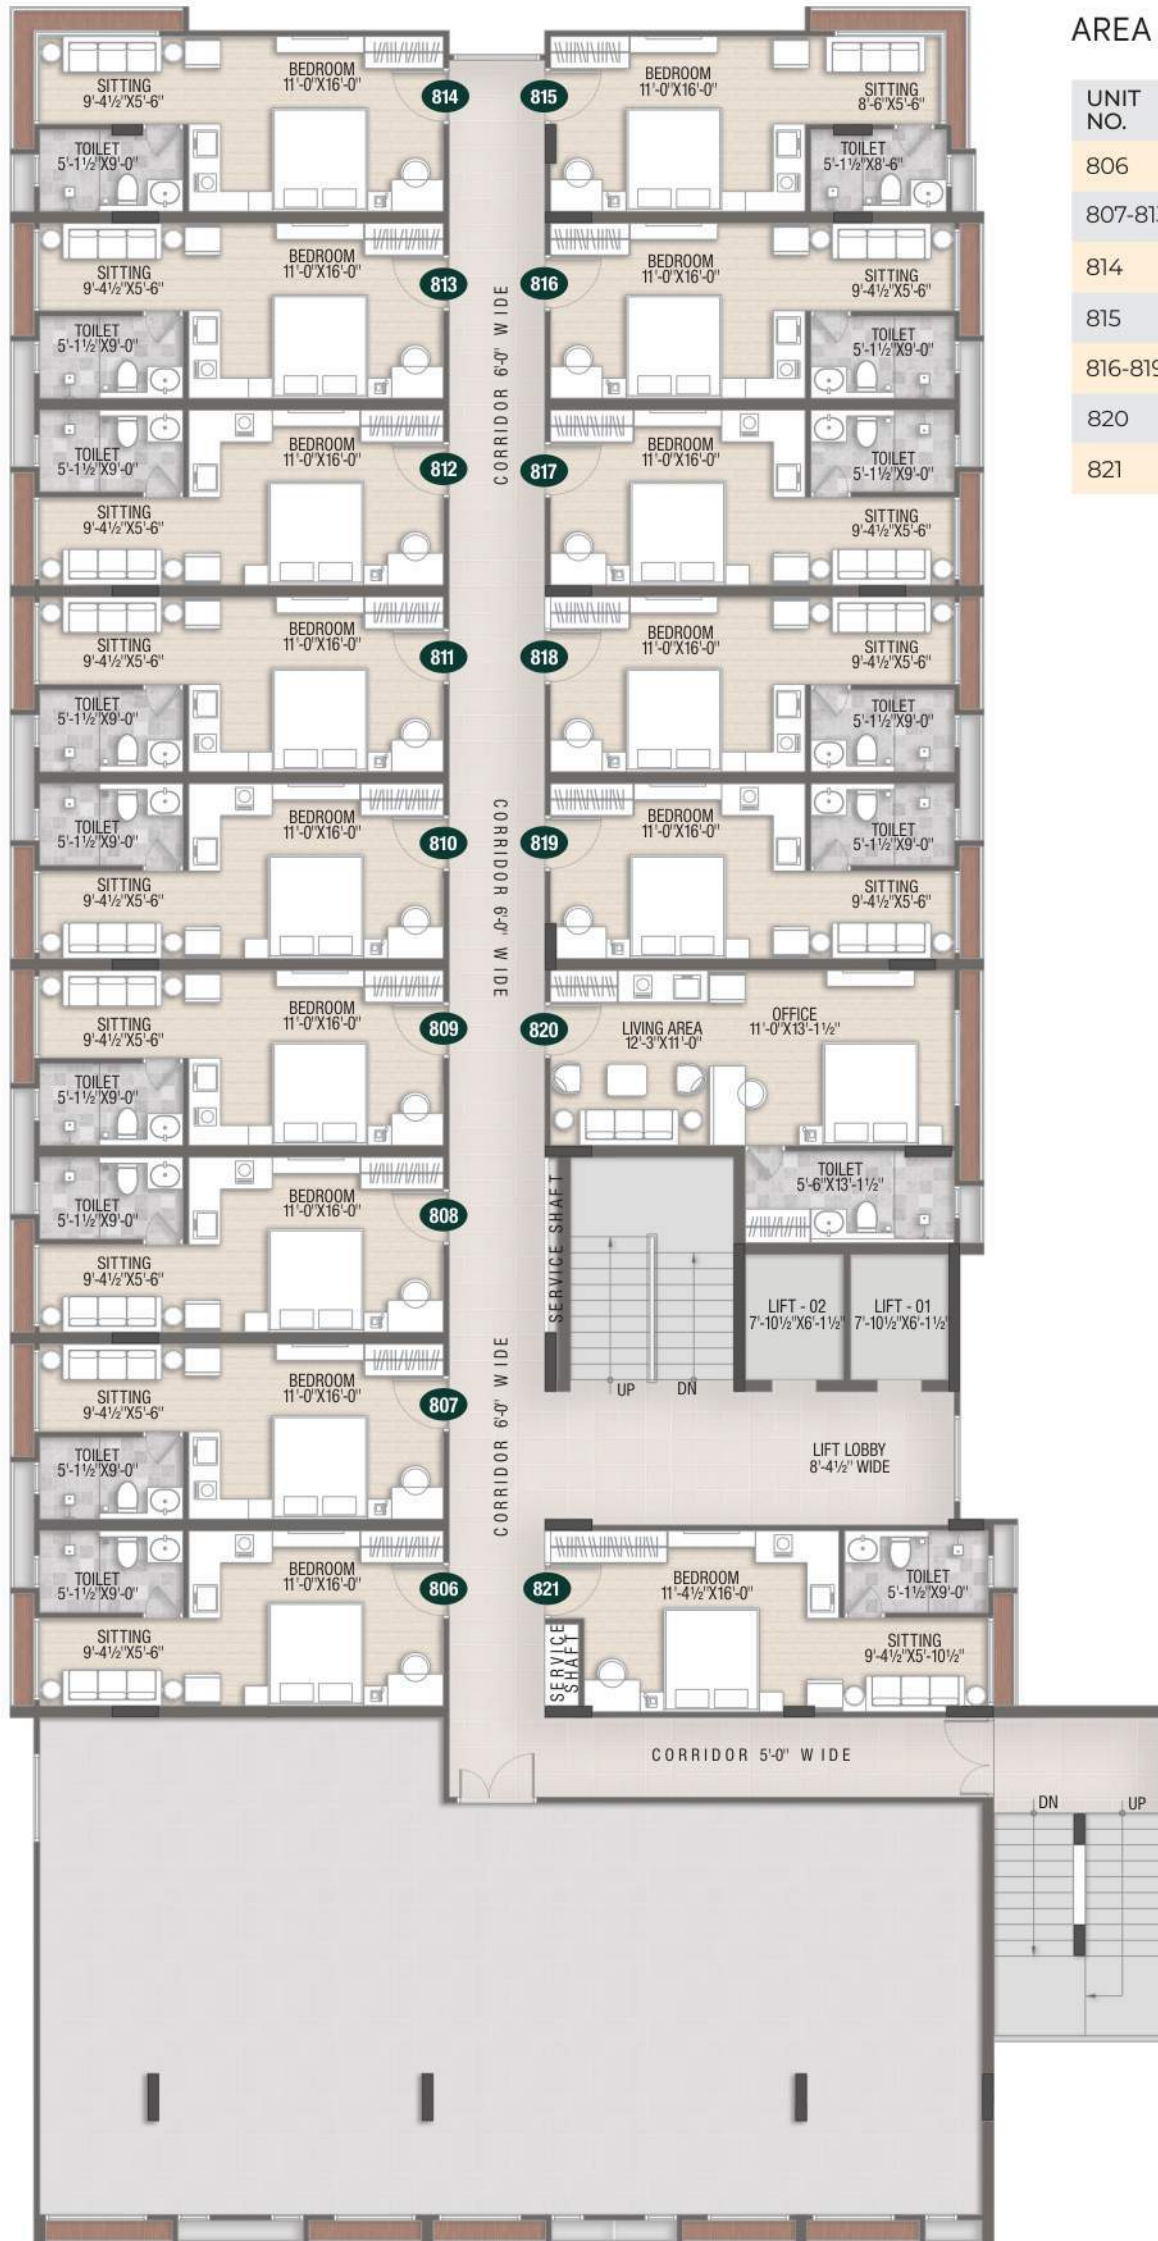 AREA
UNIT
NO.
806
807-813
814
815
816-819
820
821
SITTING
9'-4½"X5'-6"
BEDROOM
11'-0"X16'-0"
814
TOILET
5'-1½"X9'-0"
815
BEDROOM
11'-0"X16'-0"
SITTING
8'-6"X5'-6"
TOILET
5'-1½"X8'-6"
SITTING
9'-4½"X5'-6"
BEDROOM
11'-0"X16'-0"
813
TOILET
5'-1½"X9'-0"
816
BEDROOM
11'-0"X16'-0"
SITTING
9'-4½"X5'-6"
TOILET
5'-1½"X9'-0"
CORRIDOR 6'-0" WIDE
TOILET
5'-1½"X9'-0"
BEDROOM
11'-0"X16'-0"
812
SITTING
9'-4½"X5'-6"
817
BEDROOM
11'-0"X16'-0"
TOILET
5'-1½"X9'-0"
SITTING
9'-4½"X5'-6"
SITTING
9'-4½"X5'-6"
BEDROOM
11'-0"X16'-0"
811
TOILET
5'-1½"X9'-0"
818
BEDROOM
11'-0"X16'-0"
SITTING
9'-4½"X5'-6"
TOILET
5'-1½"X9'-0"
TOILET
5'-1½"X9'-0"
BEDROOM
11'-0"X16'-0"
810
SITTING
9'-4½"X5'-6"
CORRIDOR 6'-0" WIDE
819
BEDROOM
11'-0"X16'-0"
TOILET
5'-1½"X9'-0"
SITTING
9'-4½"X5'-6"
SITTING
9'-4½"X5'-6"
BEDROOM
11'-0"X16'-0"
809
TOILET
5'-1½"X9'-0"
820
LIVING AREA
12'-3"X11'-0"
OFFICE
11'-0"X13'-1½"
TOILET
5'-6"X13'-1½"
TOILET
5'-1½"X9'-0"
BEDROOM
11'-0"X16'-0"
808
SITTING
9'-4½"X5'-6"
SERVICE SHAFT
LIFT - 02
7'-10½"X6'-1½"
LIFT - 01
7'-10½"X6'-1½"
UP
DN
SITTING
9'-4½"X5'-6"
BEDROOM
11'-0"X16'-0"
807
TOILET
5'-1½"X9'-0"
CORRIDOR 6'-0" WIDE
LIFT LOBBY
8'-4½" WIDE
TOILET
5'-1½"X9'-0"
BEDROOM
11'-0"X16'-0"
806
SITTING
9'-4½"X5'-6"
821
BEDROOM
11'-4½"X16'-0"
TOILET
5'-1½"X9'-0"
SITTING
9'-4½"X5'-10½"
SERVICE
SHAFT
CORRIDOR 5'-0" WIDE
DN
UP